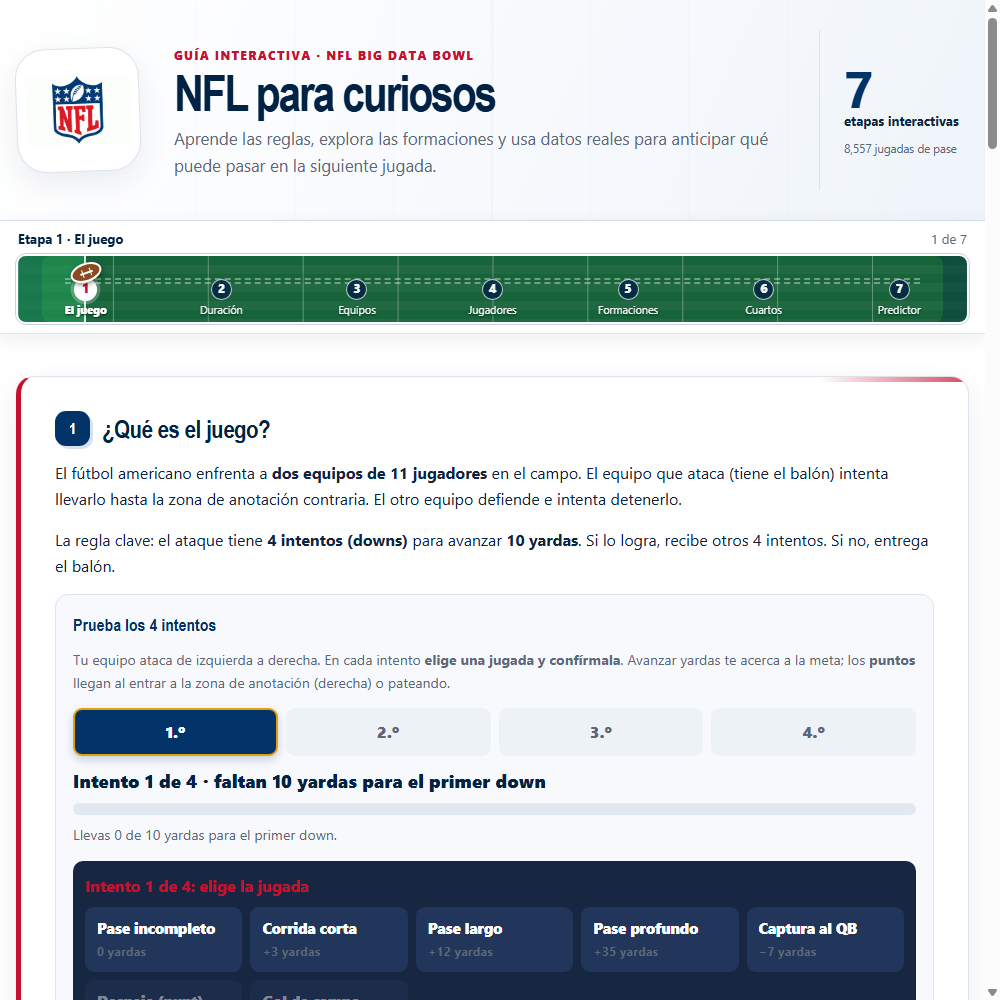 NFL
GUÍA INTERACTIVA · NFL BIG DATA BOWL
NFL para curiosos
Aprende las reglas, explora las formaciones y usa datos reales para anticipar qué
puede pasar en la siguiente jugada.
7
etapas interactivas
8,557 jugadas de pase
Etapa 1 · El juego
1 de 7
1 2 3 4 5 6 7
El juego Duración Equipos Jugadores Formaciones Cuartos Predictor
1 ¿Qué es el juego?
El fútbol americano enfrenta a dos equipos de 11 jugadores en el campo. El equipo que ataca (tiene el balón) intenta
llevarlo hasta la zona de anotación contraria. El otro equipo defiende e intenta detenerlo.
La regla clave: el ataque tiene 4 intentos (downs) para avanzar 10 yardas. Si lo logra, recibe otros 4 intentos. Si no, entrega
el balón.
Prueba los 4 intentos
Tu equipo ataca de izquierda a derecha. En cada intento elige una jugada y confírmala. Avanzar yardas te acerca a la meta; los puntos
llegan al entrar a la zona de anotación (derecha) o pateando.
1.º 2.º 3.º 4.º
Intento 1 de 4 · faltan 10 yardas para el primer down
Llevas 0 de 10 yardas para el primer down.
Intento 1 de 4: elige la jugada
Pase incompleto Corrida corta Pase largo Pase profundo Captura al QB
0 yardas +3 yardas +12 yardas +35 yardas −7 yardas
Despeje (punt) Gol de campo